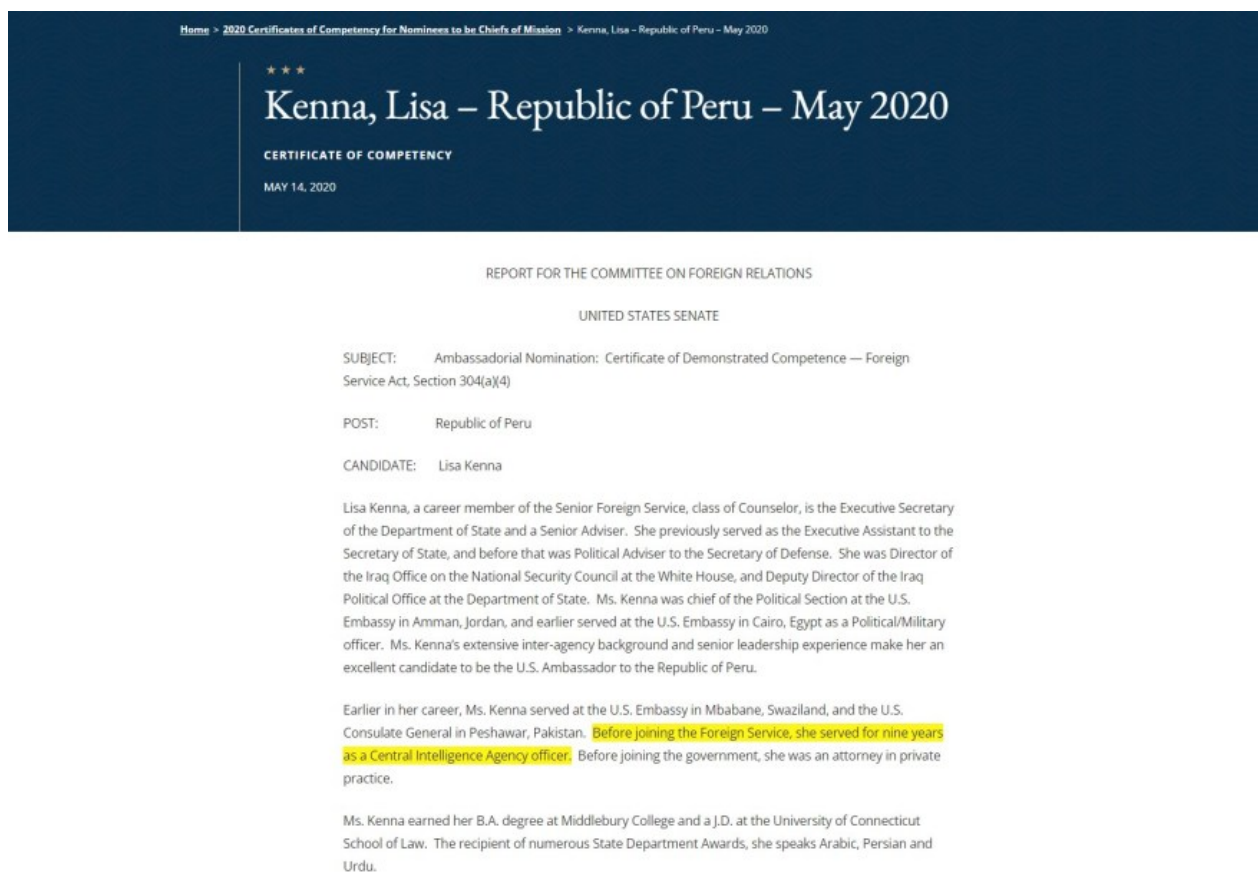 Home > 2020 Certificates of Competency for Nominees to be Chiefs of Mission > Kenna, Lisa – Republic of Peru – May 2020
★ ★ ★
Kenna, Lisa – Republic of Peru – May 2020
CERTIFICATE OF COMPETENCY
MAY 14, 2020
REPORT FOR THE COMMITTEE ON FOREIGN RELATIONS
UNITED STATES SENATE
SUBJECT: Ambassadorial Nomination: Certificate of Demonstrated Competence — Foreign
Service Act, Section 304(a)(4)
POST: Republic of Peru
CANDIDATE: Lisa Kenna
Lisa Kenna, a career member of the Senior Foreign Service, class of Counselor, is the Executive Secretary
of the Department of State and a Senior Adviser. She previously served as the Executive Assistant to the
Secretary of State, and before that was Political Adviser to the Secretary of Defense. She was Director of
the Iraq Office on the National Security Council at the White House, and Deputy Director of the Iraq
Political Office at the Department of State. Ms. Kenna was chief of the Political Section at the U.S.
Embassy in Amman, Jordan, and earlier served at the U.S. Embassy in Cairo, Egypt as a Political/Military
officer. Ms. Kenna's extensive inter-agency background and senior leadership experience make her an
excellent candidate to be the U.S. Ambassador to the Republic of Peru.
Earlier in her career, Ms. Kenna served at the U.S. Embassy in Mbabane, Swaziland, and the U.S.
Consulate General in Peshawar, Pakistan. Before joining the Foreign Service, she served for nine years
as a Central Intelligence Agency officer. Before joining the government, she was an attorney in private
practice.
Ms. Kenna earned her B.A. degree at Middlebury College and a J.D. at the University of Connecticut
School of Law. The recipient of numerous State Department Awards, she speaks Arabic, Persian and
Urdu.